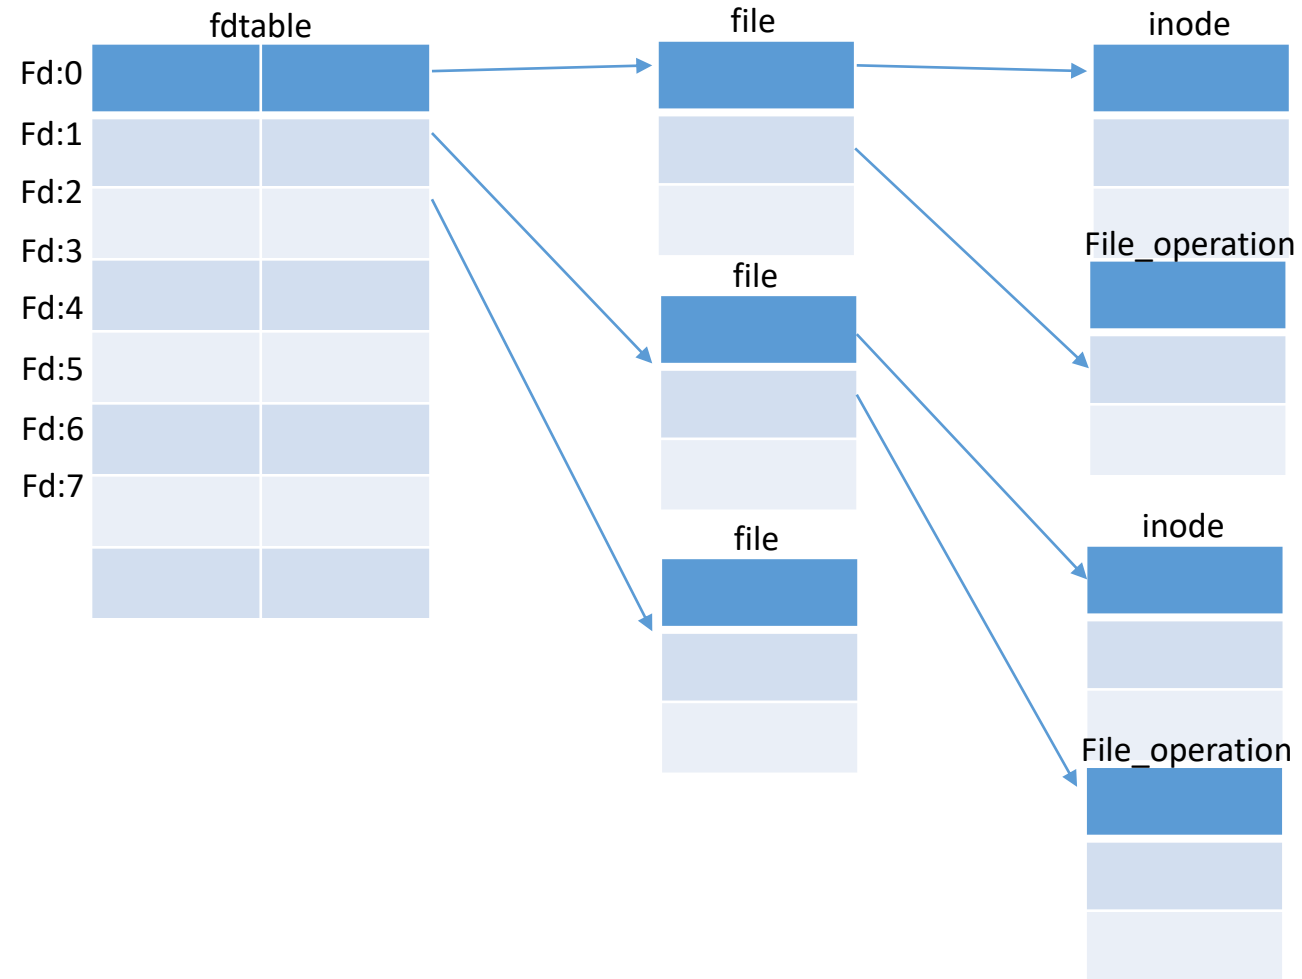 fdtable
Fd:0
Fd:1
Fd:2
Fd:3
Fd:4
Fd:5
Fd:6
Fd:7
file
file
file
inode
File_operation
inode
File_operation